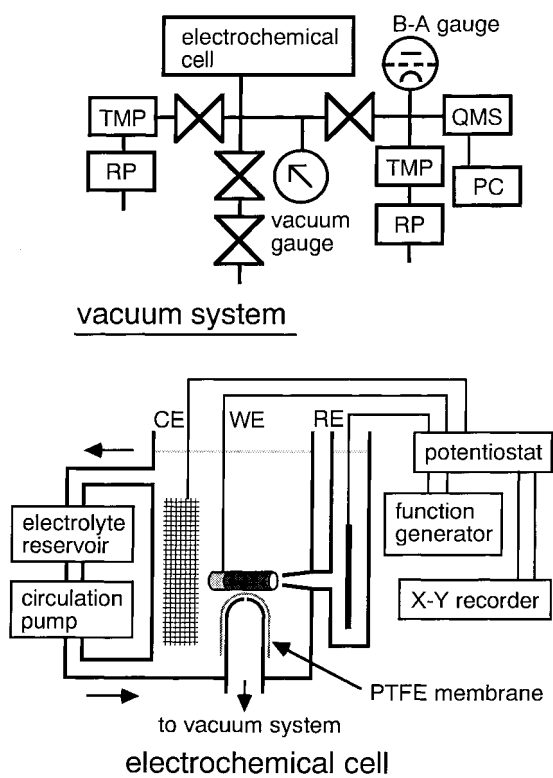 electrochemical
cell
B-A gauge
TMP
QMS
RP
TMP
PC
vacuum
gauge
RP
vacuum system
CE
WE
RE
potentiostat
electrolyte
reservoir
function
generator
circulation
pump
X-Y recorder
PTFE membrane
to vacuum system
electrochemical cell